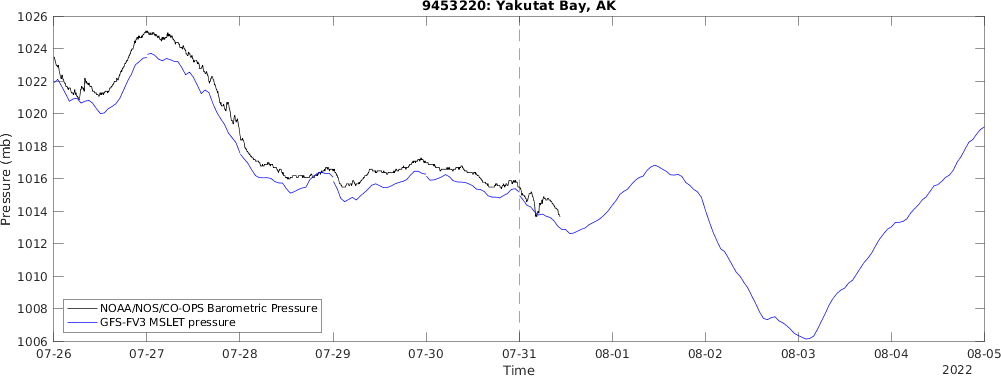 9453220: Yakutat Bay, AK
1026
1024
1022
1020
1018
1016
1014
1012
1010
1008
1006
Pressure (mb)
NOAA/NOS/CO-OPS Barometric Pressure
GFS-FV3 MSLET pressure
07-26 07-27 07-28 07-29 07-30 07-31 08-01 08-02 08-03 08-04 08-05
Time
2022